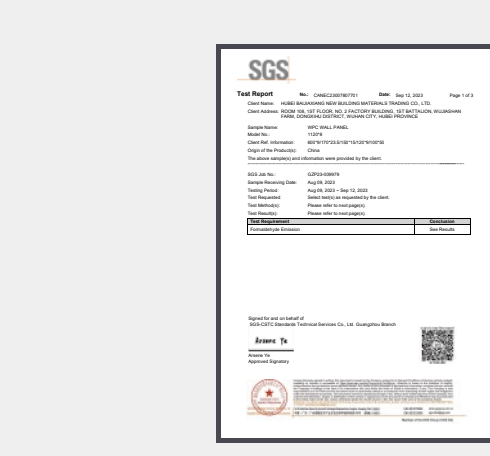 SGS
Test Report No.: CANEC23007807701 Date: Sep 12, 2023 Page 1 of 3
Client Name: HUBEI BAIJIAXIANG NEW BUILDING MATERIALS TRADING CO., LTD.
Client Address: ROOM 108, 1ST FLOOR, NO. 2 FACTORY BUILDING, 1ST BATTALION, WUJIASHAN
FARM, DONGXIHU DISTRICT, WUHAN CITY, HUBEI PROVINCE
Sample Name: WPC WALL PANEL
Model No.: 1120*8
Client Ref. Information:
Origin of the Product(s): China
The above sample(s) and information were provided by the client.
SGS Job No.: GZP23-039979
Sample Receiving Date: Aug 09, 2023
Testing Period: Aug 09, 2023 ~ Sep 12, 2023
Test Requested: Select test(s) as requested by the client.
Test Method(s): Please refer to next page(s).
Test Result(s): Please refer to next page(s).
Test Requirement Conclusion
Formaldehyde Emission See Results
Signed for and on behalf of
SGS-CSTC Standards Technical Services Co., Ltd. Guangzhou Branch
Arsene Ye
Arsene Ye
Approved Signatory